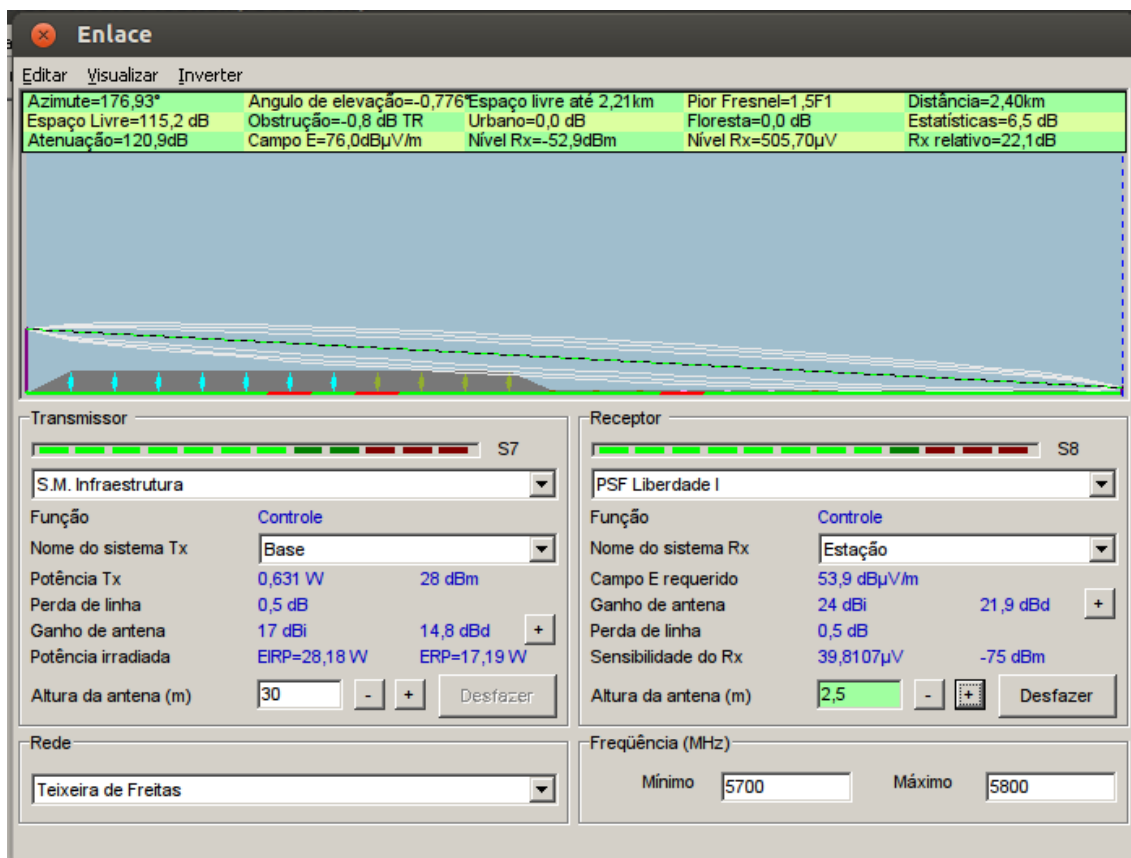 Enlace
Editar Visualizar Inverter
Azimute=176,93° Angulo de elevação=-0,776° Espaço livre até 2,21km Pior Fresnel=1,5F1 Distância=2,40km
Espaço Livre=115,2 dB Obstrução=-0,8 dB TR Urbano=0,0 dB Floresta=0,0 dB Estatísticas=6,5 dB
Atenuação=120,9dB Campo E=76,0dBµV/m Nível Rx=-52,9dBm Nível Rx=505,70µV Rx relativo=22,1dB
Transmissor
S7
S.M. Infraestrutura
Função Controle
Nome do sistema Tx Base
Potência Tx 0,631 W 28 dBm
Perda de linha 0,5 dB
Ganho de antena 17 dBi 14,8 dBd +
Potência irradiada EIRP=28,18 W ERP=17,19 W
Altura da antena (m) 30 - + Desfazer
Receptor
S8
PSF Liberdade I
Função Controle
Nome do sistema Rx Estação
Campo E requerido 53,9 dBµV/m
Ganho de antena 24 dBi 21,9 dBd +
Perda de linha 0,5 dB
Sensibilidade do Rx 39,8107µV -75 dBm
Altura da antena (m) 2,5 - + Desfazer
Rede
Teixeira de Freitas
Freqüência (MHz)
Mínimo 5700 Máximo 5800